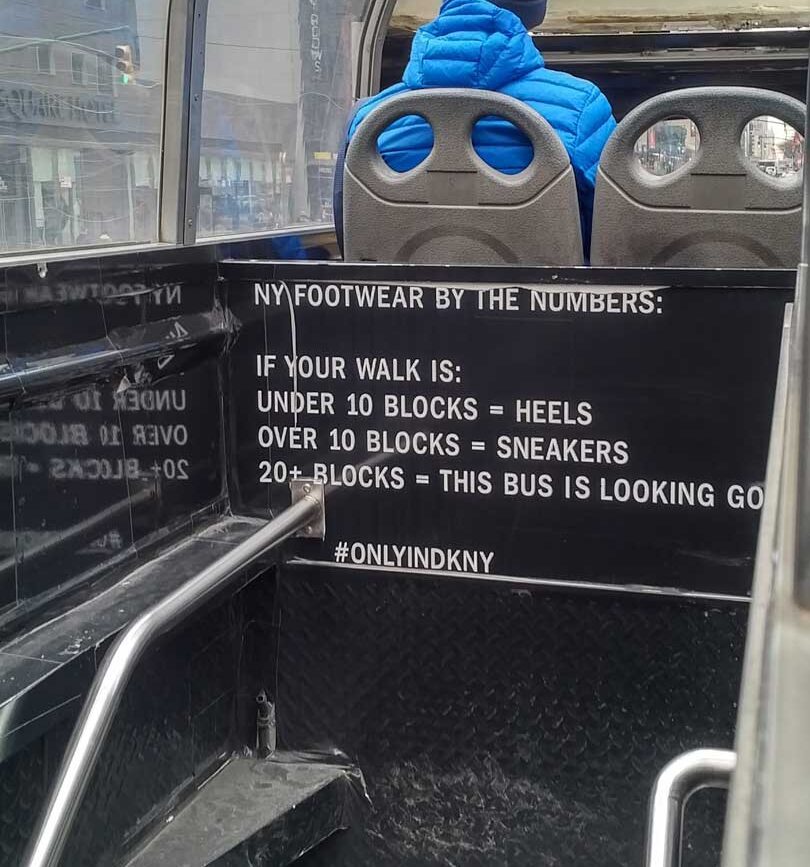 NY FOOTWEAR BY THE NUMBERS:
IF YOUR WALK IS:
UNDER 10 BLOCKS = HEELS
OVER 10 BLOCKS = SNEAKERS
20+ BLOCKS = THIS BUS IS LOOKING GO
#ONLYINDKNY